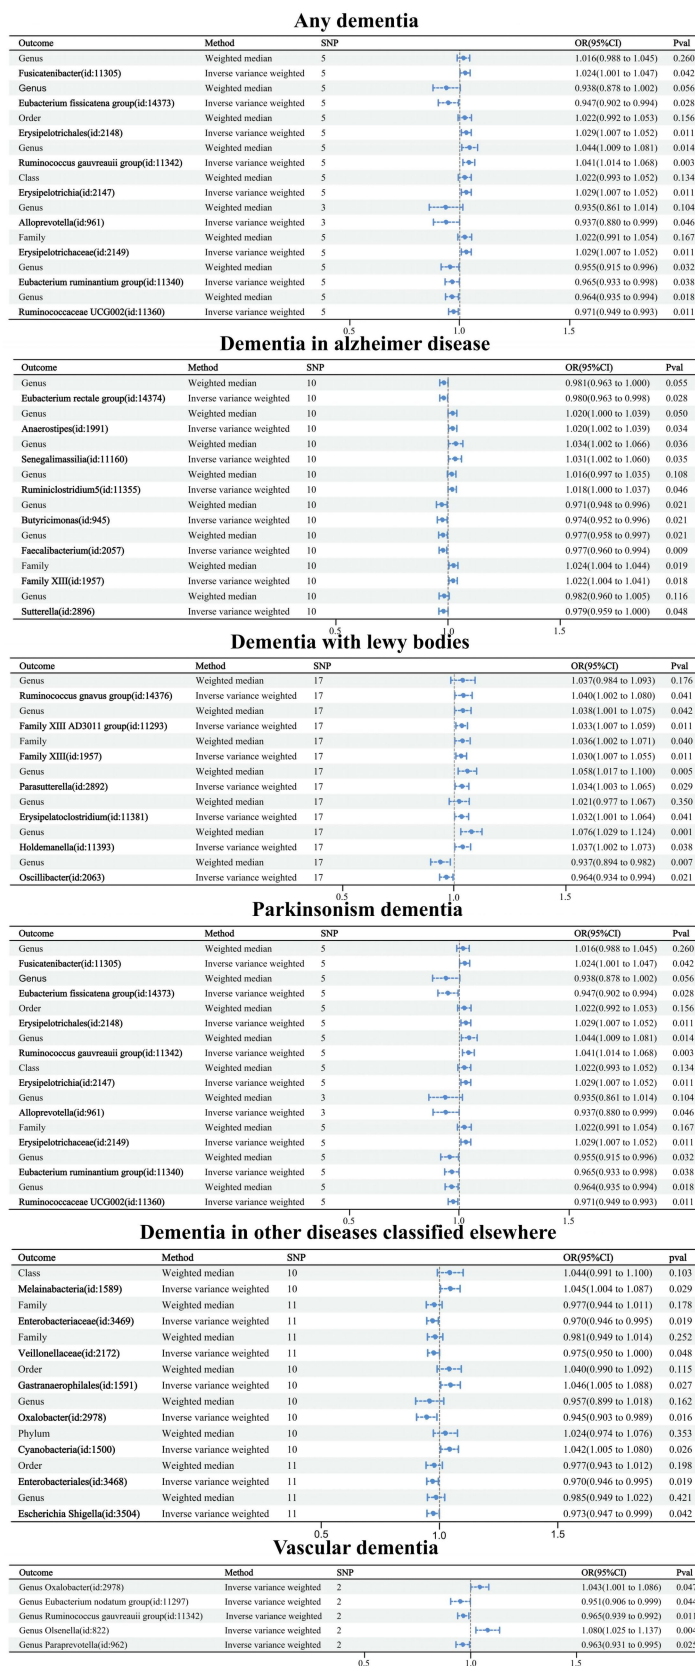 Any dementia
Outcome Method SNP OR(95%CI) Pval
Genus Weighted median 5 1.016(0.988 to 1.045) 0.260
Fusicatenibacter(id:11305) Inverse variance weighted 5 1.024(1.001 to 1.047) 0.042
Genus Weighted median 5 0.938(0.878 to 1.002) 0.056
Eubacterium fissicatena group(id:14373) Inverse variance weighted 5 0.947(0.902 to 0.994) 0.028
Order Weighted median 5 1.022(0.992 to 1.053) 0.156
Erysipelotrichales(id:2148) Inverse variance weighted 5 1.029(1.007 to 1.052) 0.011
Genus Weighted median 5 1.044(1.009 to 1.081) 0.014
Ruminococcus gauvreauii group(id:11342) Inverse variance weighted 5 1.041(1.014 to 1.068) 0.003
Class Weighted median 5 1.022(0.993 to 1.052) 0.134
Erysipelotrichia(id:2147) Inverse variance weighted 5 1.029(1.007 to 1.052) 0.011
Genus Weighted median 3 0.935(0.861 to 1.014) 0.104
Alloprevotella(id:961) Inverse variance weighted 3 0.937(0.880 to 0.999) 0.046
Family Weighted median 5 1.022(0.991 to 1.054) 0.167
Erysipelotrichaceae(id:2149) Inverse variance weighted 5 1.029(1.007 to 1.052) 0.011
Genus Weighted median 5 0.955(0.915 to 0.996) 0.032
Eubacterium ruminantium group(id:11340) Inverse variance weighted 5 0.965(0.933 to 0.998) 0.038
Genus Weighted median 5 0.964(0.935 to 0.994) 0.018
Ruminococcaceae UCG002(id:11360) Inverse variance weighted 5 0.971(0.949 to 0.993) 0.011
0.5 1.0 1.5
Dementia in alzheimer disease
Outcome Method SNP OR(95%CI) Pval
Genus Weighted median 10 0.981(0.963 to 1.000) 0.055
Eubacterium rectale group(id:14374) Inverse variance weighted 10 0.980(0.963 to 0.998) 0.028
Genus Weighted median 10 1.020(1.000 to 1.039) 0.050
Anaerostipes(id:1991) Inverse variance weighted 10 1.020(1.002 to 1.039) 0.034
Genus Weighted median 10 1.034(1.002 to 1.066) 0.036
Senegalimassilia(id:11160) Inverse variance weighted 10 1.031(1.002 to 1.060) 0.035
Genus Weighted median 10 1.016(0.997 to 1.035) 0.108
Ruminiclostridium5(id:11355) Inverse variance weighted 10 1.018(1.000 to 1.037) 0.046
Genus Weighted median 10 0.971(0.948 to 0.996) 0.021
Butyricimonas(id:945) Inverse variance weighted 10 0.974(0.952 to 0.996) 0.021
Genus Weighted median 10 0.977(0.958 to 0.997) 0.021
Faecalibacterium(id:2057) Inverse variance weighted 10 0.977(0.960 to 0.994) 0.009
Family Weighted median 10 1.024(1.004 to 1.044) 0.019
Family XIII(id:1957) Inverse variance weighted 10 1.022(1.004 to 1.041) 0.018
Genus Weighted median 10 0.982(0.960 to 1.005) 0.116
Sutterella(id:2896) Inverse variance weighted 10 0.979(0.959 to 1.000) 0.048
0.5 1.0 1.5
Dementia with lewy bodies
Outcome Method SNP OR(95%CI) Pval
Genus Weighted median 17 1.037(0.984 to 1.093) 0.176
Ruminococcus gnavus group(id:14376) Inverse variance weighted 17 1.040(1.002 to 1.080) 0.041
Genus Weighted median 17 1.038(1.001 to 1.075) 0.042
Family XIII AD3011 group(id:11293) Inverse variance weighted 17 1.033(1.007 to 1.059) 0.011
Family Weighted median 17 1.036(1.002 to 1.071) 0.040
Family XIII(id:1957) Inverse variance weighted 17 1.030(1.007 to 1.055) 0.011
Genus Weighted median 17 1.058(1.017 to 1.100) 0.005
Parasutterella(id:2892) Inverse variance weighted 17 1.034(1.003 to 1.065) 0.029
Genus Weighted median 17 1.021(0.977 to 1.067) 0.350
Erysipelatoclostridium(id:11381) Inverse variance weighted 17 1.032(1.001 to 1.064) 0.041
Genus Weighted median 17 1.076(1.029 to 1.124) 0.001
Holdemanella(id:11393) Inverse variance weighted 17 1.037(1.002 to 1.073) 0.038
Genus Weighted median 17 0.937(0.894 to 0.982) 0.007
Oscillibacter(id:2063) Inverse variance weighted 17 0.964(0.934 to 0.994) 0.021
0.5 1.0 1.5
Parkinsonism dementia
Outcome Method SNP OR(95%CI) Pval
Genus Weighted median 5 1.016(0.988 to 1.045) 0.260
Fusicatenibacter(id:11305) Inverse variance weighted 5 1.024(1.001 to 1.047) 0.042
Genus Weighted median 5 0.938(0.878 to 1.002) 0.056
Eubacterium fissicatena group(id:14373) Inverse variance weighted 5 0.947(0.902 to 0.994) 0.028
Order Weighted median 5 1.022(0.992 to 1.053) 0.156
Erysipelotrichales(id:2148) Inverse variance weighted 5 1.029(1.007 to 1.052) 0.011
Genus Weighted median 5 1.044(1.009 to 1.081) 0.014
Ruminococcus gauvreauii group(id:11342) Inverse variance weighted 5 1.041(1.014 to 1.068) 0.003
Class Weighted median 5 1.022(0.993 to 1.052) 0.134
Erysipelotrichia(id:2147) Inverse variance weighted 5 1.029(1.007 to 1.052) 0.011
Genus Weighted median 3 0.935(0.861 to 1.014) 0.104
Alloprevotella(id:961) Inverse variance weighted 3 0.937(0.880 to 0.999) 0.046
Family Weighted median 5 1.022(0.991 to 1.054) 0.167
Erysipelotrichaceae(id:2149) Inverse variance weighted 5 1.029(1.007 to 1.052) 0.011
Genus Weighted median 5 0.955(0.915 to 0.996) 0.032
Eubacterium ruminantium group(id:11340) Inverse variance weighted 5 0.965(0.933 to 0.998) 0.038
Genus Weighted median 5 0.964(0.935 to 0.994) 0.018
Ruminococcaceae UCG002(id:11360) Inverse variance weighted 5 0.971(0.949 to 0.993) 0.011
0.5 1.0 1.5
Dementia in other diseases classified elsewhere
Outcome Method SNP OR(95%CI) pval
Class Weighted median 10 1.044(0.991 to 1.100) 0.103
Melainabacteria(id:1589) Inverse variance weighted 10 1.045(1.004 to 1.087) 0.029
Family Weighted median 11 0.977(0.944 to 1.011) 0.178
Enterobacteriaceae(id:3469) Inverse variance weighted 11 0.970(0.946 to 0.995) 0.019
Family Weighted median 11 0.981(0.949 to 1.014) 0.252
Veillonellaceae(id:2172) Inverse variance weighted 11 0.975(0.950 to 1.000) 0.048
Order Weighted median 10 1.040(0.990 to 1.092) 0.115
Gastranaerophilales(id:1591) Inverse variance weighted 10 1.046(1.005 to 1.088) 0.027
Genus Weighted median 10 0.957(0.899 to 1.018) 0.162
Oxalobacter(id:2978) Inverse variance weighted 10 0.945(0.903 to 0.989) 0.016
Phylum Weighted median 10 1.024(0.974 to 1.076) 0.353
Cyanobacteria(id:1500) Inverse variance weighted 10 1.042(1.005 to 1.080) 0.026
Order Weighted median 11 0.977(0.943 to 1.012) 0.198
Enterobacteriales(id:3468) Inverse variance weighted 11 0.970(0.946 to 0.995) 0.019
Genus Weighted median 11 0.985(0.949 to 1.022) 0.421
Escherichia Shigella(id:3504) Inverse variance weighted 11 0.973(0.947 to 0.999) 0.042
0.5 1.0 1.5
Vascular dementia
Outcome Method SNP OR(95%CI) Pval
Genus Oxalobacter(id:2978) Inverse variance weighted 2 1.043(1.001 to 1.086) 0.047
Genus Eubacterium nodatum group(id:11297) Inverse variance weighted 2 0.951(0.906 to 0.999) 0.044
Genus Ruminococcus gauvreauii group(id:11342) Inverse variance weighted 2 0.965(0.939 to 0.992) 0.011
Genus Olsenella(id:822) Inverse variance weighted 2 1.080(1.025 to 1.137) 0.004
Genus Paraprevotella(id:962) Inverse variance weighted 2 0.963(0.931 to 0.995) 0.025
0.5 1.0 1.5